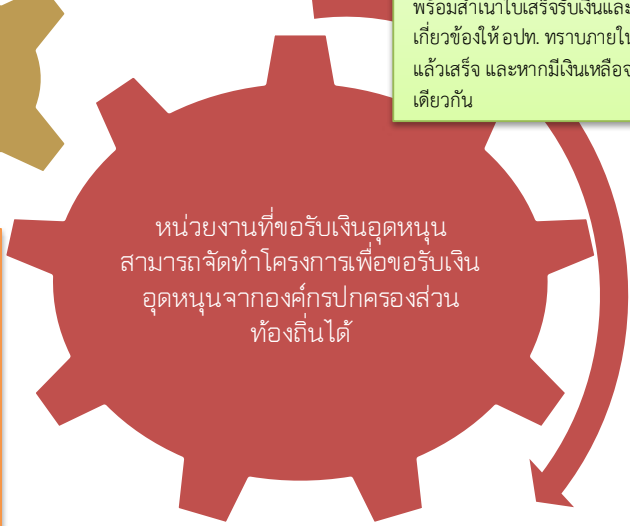 พร้อมสำเนาใบเสร็จรับเงินและ
เกี่ยวข้องให้ อปท. ทราบภายใน
แล้วเสร็จ และหากมีเงินเหลือจ
เดียวกัน
หน่วยงานที่ขอรับเงินอุดหนุน
สามารถจัดทำโครงการเพื่อขอรับเงิน
อุดหนุนจากองค์กรปกครองส่วน
ท้องถิ่นได้